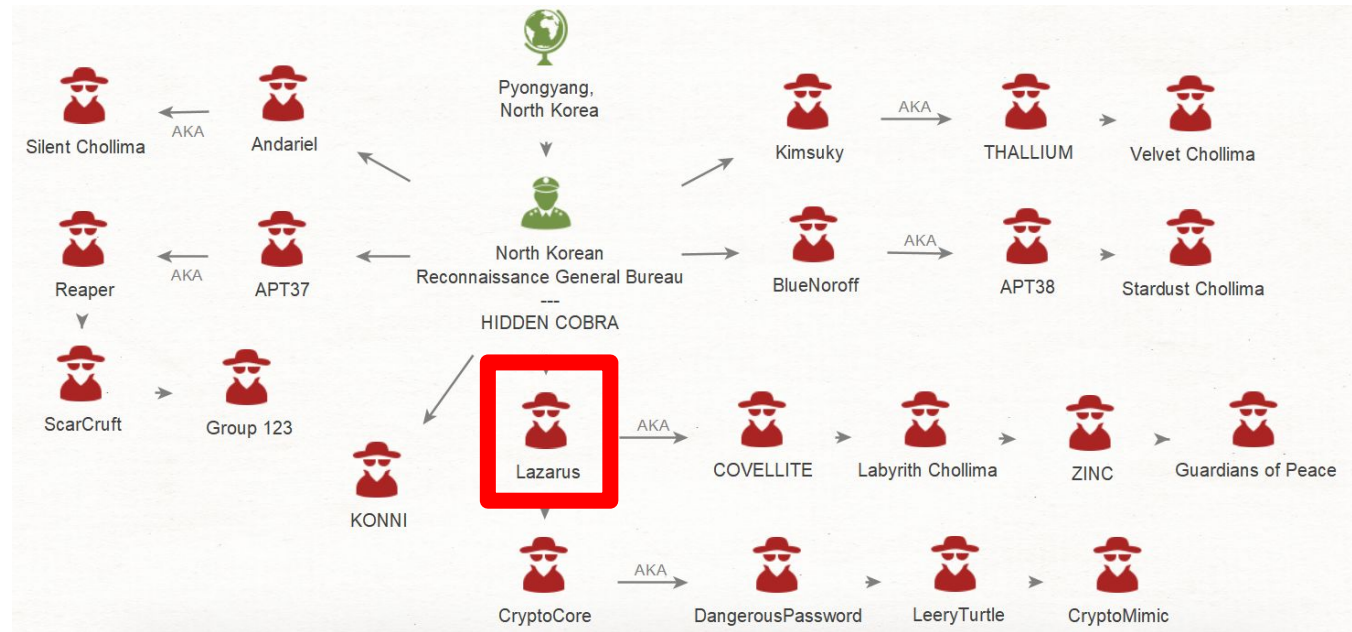 Pyongyang,
North Korea
Silent Chollima
AKA
Andariel
Kimsuky
AKA
THALLIUM
Velvet Chollima
North Korean
Reconnaissance General Bureau
---
HIDDEN COBRA
Reaper
AKA
APT37
BlueNoroff
AKA
APT38
Stardust Chollima
ScarCruft
Group 123
KONNI
Lazarus
AKA
COVELLITE
Labyrith Chollima
ZINC
Guardians of Peace
CryptoCore
AKA
DangerousPassword
LeeryTurtle
CryptoMimic